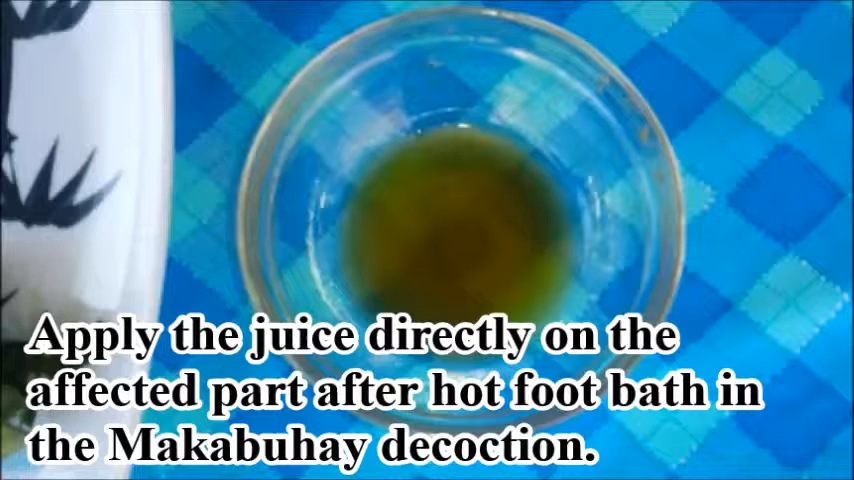 Apply the juice directly on the
affected part after hot foot bath in
the Makabuhay decoction.